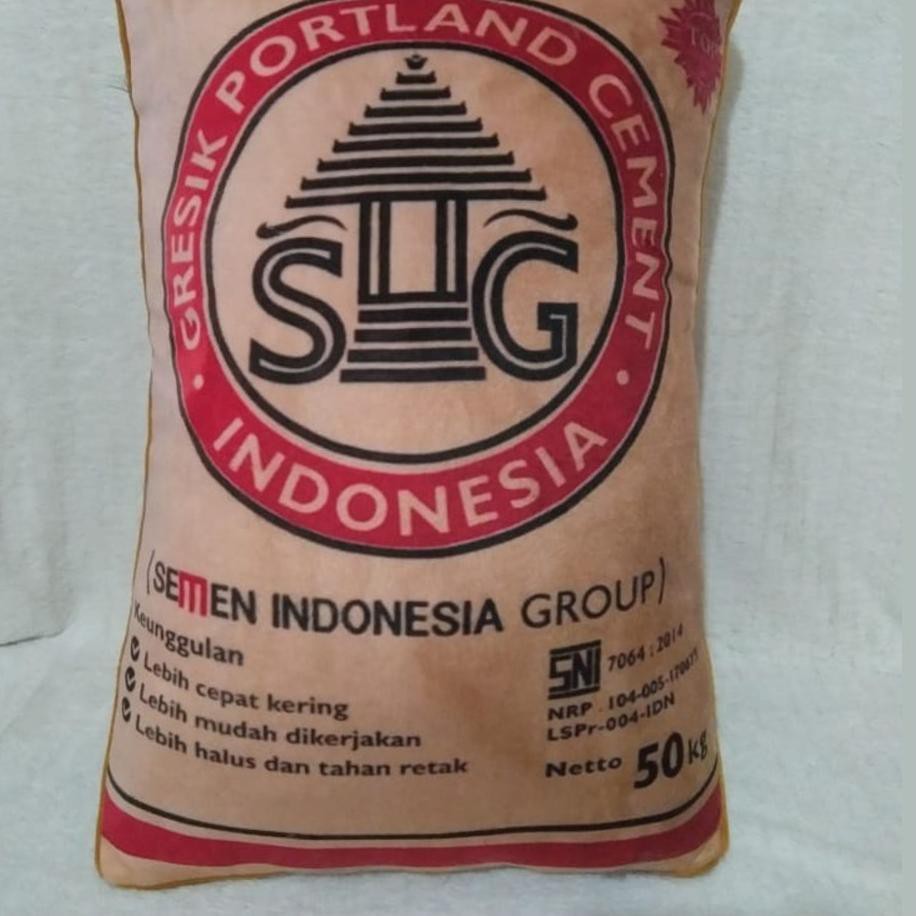 TOP
GRESIK PORTLAND CEMENT
SG
• INDONESIA •
(SEMEN INDONESIA GROUP)
Keunggulan
Lebih cepat kering
Lebih mudah dikerjakan
Lebih halus dan tahan retak
SNI 7064 : 2014
NRP . 104-005-
LSPr-004-IDN
Netto 50 kg